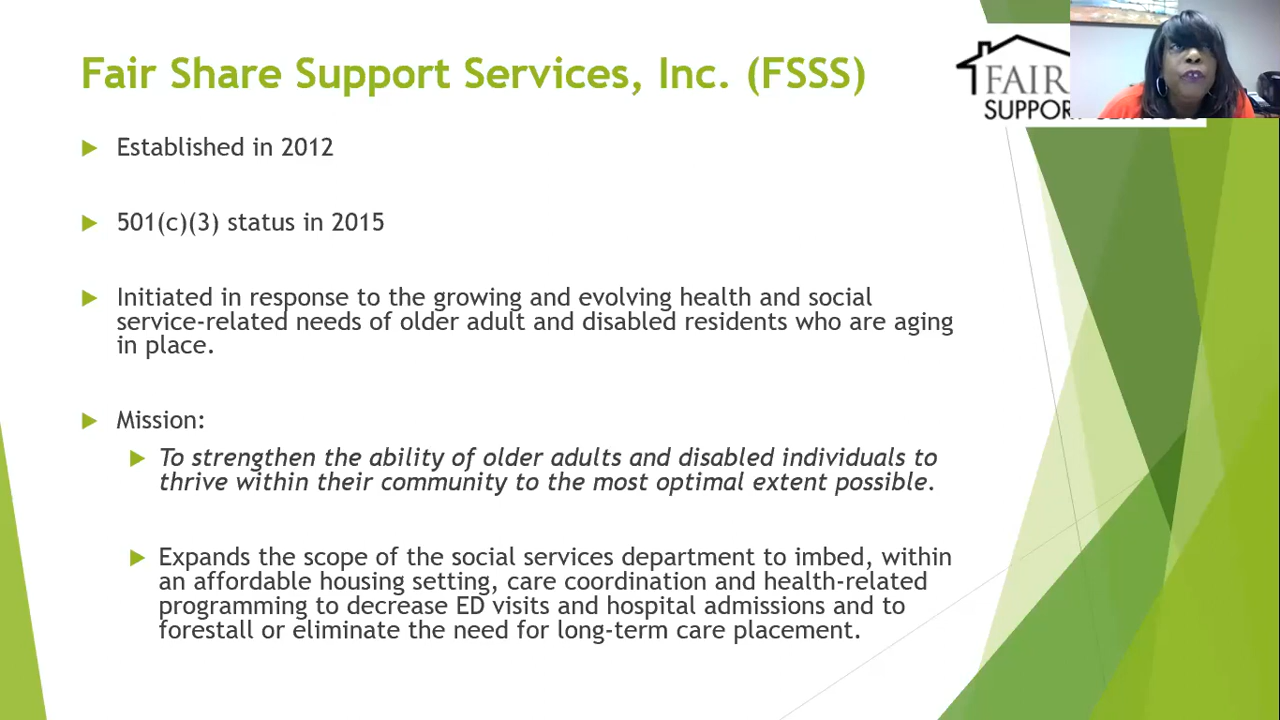 Fair Share Support Services, Inc. (FSSS)
FAIR
SUPPORT
Established in 2012
501(c)(3) status in 2015
Initiated in response to the growing and evolving health and social
service-related needs of older adult and disabled residents who are aging
in place.
Mission:
To strengthen the ability of older adults and disabled individuals to
thrive within their community to the most optimal extent possible.
Expands the scope of the social services department to imbed, within
an affordable housing setting, care coordination and health-related
programming to decrease ED visits and hospital admissions and to
forestall or eliminate the need for long-term care placement.